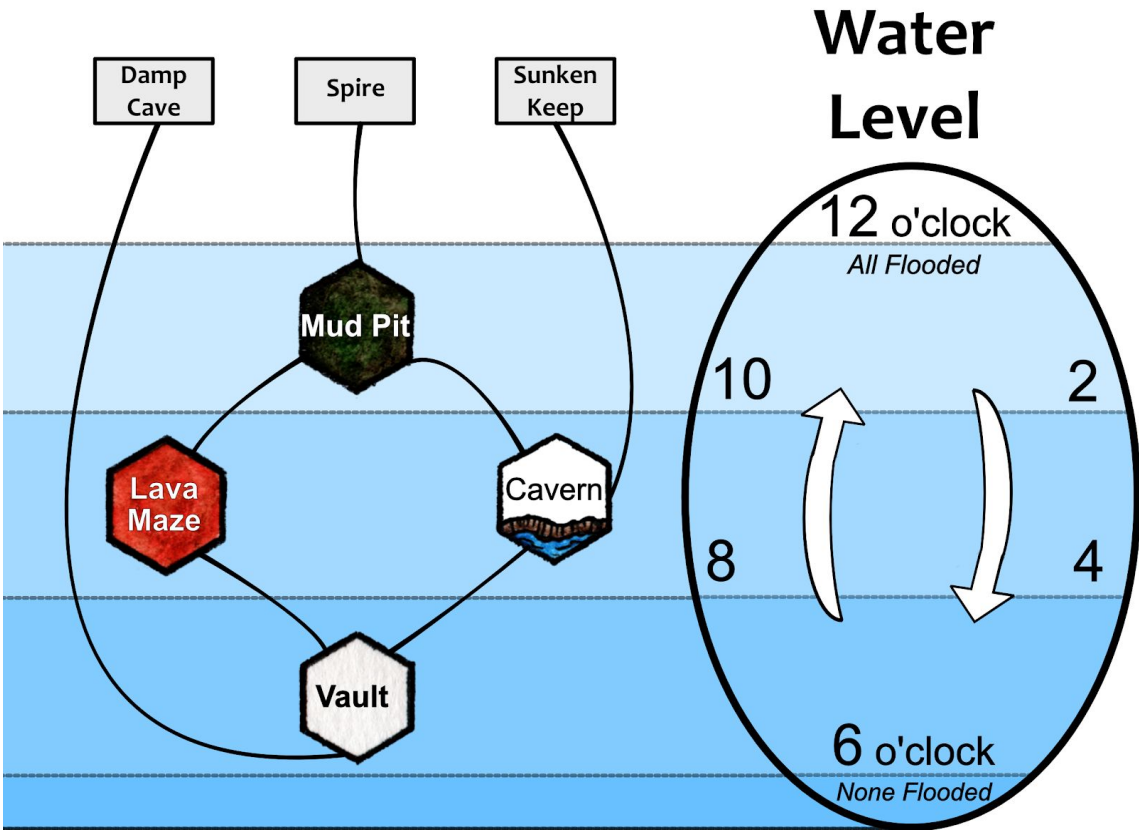 Water
Level
Damp
Cave
Spire
Sunken
Keep
12 o'clock
All Flooded
Mud Pit
10
2
Lava
Maze
Cavern
8
4
Vault
6 o'clock
None Flooded